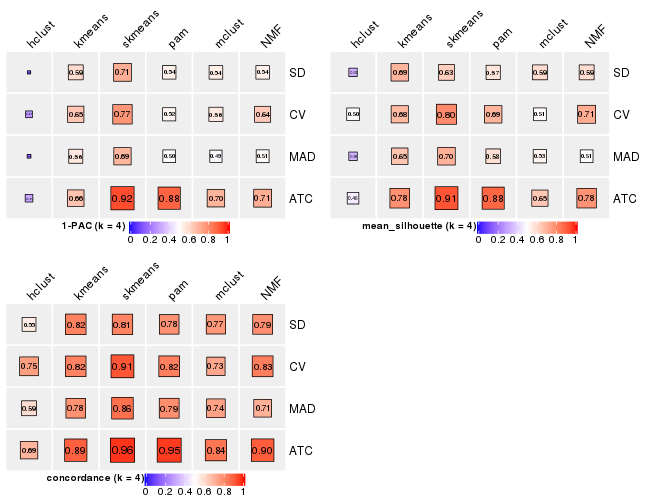 hclust kmeans skmeans pam mclust NMF
0.59 0.71 0.54 0.54 0.54 SD
0.65 0.77 0.52 0.56 0.64 CV
0.56 0.69 0.50 0.49 0.51 MAD
0.66 0.92 0.88 0.70 0.71 ATC
1-PAC (k = 4)
0 0.2 0.4 0.6 0.8 1
hclust kmeans skmeans pam mclust NMF
0.69 0.63 0.57 0.59 0.59 SD
0.50 0.68 0.80 0.69 0.51 0.71 CV
0.65 0.70 0.58 0.53 0.51 MAD
0.78 0.91 0.88 0.65 0.78 ATC
mean_silhouette (k = 4)
0 0.2 0.4 0.6 0.8 1
hclust kmeans skmeans pam mclust NMF
0.55 0.82 0.81 0.78 0.77 0.79 SD
0.75 0.82 0.91 0.82 0.73 0.83 CV
0.59 0.78 0.86 0.79 0.74 0.71 MAD
0.69 0.89 0.96 0.95 0.84 0.90 ATC
concordance (k = 4)
0 0.2 0.4 0.6 0.8 1